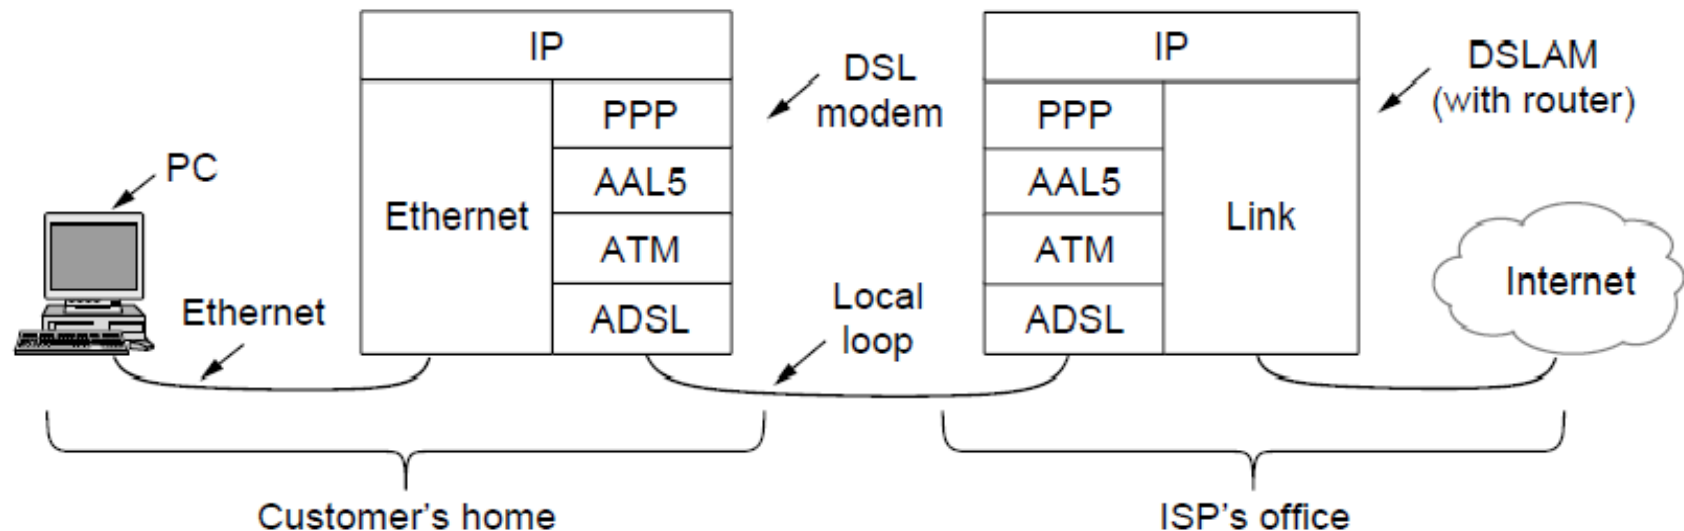 IP
DSL
modem
IP
DSLAM
(with router)
PC
Ethernet
PPP
AAL5
ATM
ADSL
PPP
AAL5
ATM
ADSL
Link
Internet
Ethernet
Local
loop
Customer's home
ISP's office